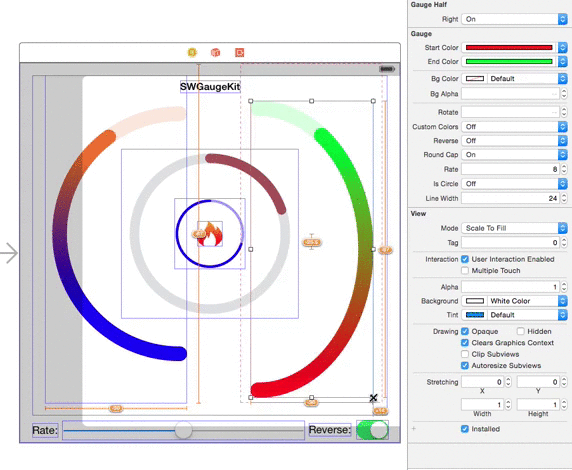 SWGaugeKit
Rate:
Reverse:
Gauge Half
Right On
Gauge
Start Color
End Color
Bg Color Default
Bg Alpha
Rotate
Custom Colors Off
Reverse Off
Round Cap On
Rate 8
Is Circle Off
Line Width 24
View
Mode Scale To Fill
Tag 0
Interaction User Interaction Enabled
Multiple Touch
Alpha 1
Background White Color
Tint Default
Drawing Opaque Hidden
Clears Graphics Context
Clip Subviews
Autoresize Subviews
Stretching 0 0
X Y
1 1
Width Height
+ Installed